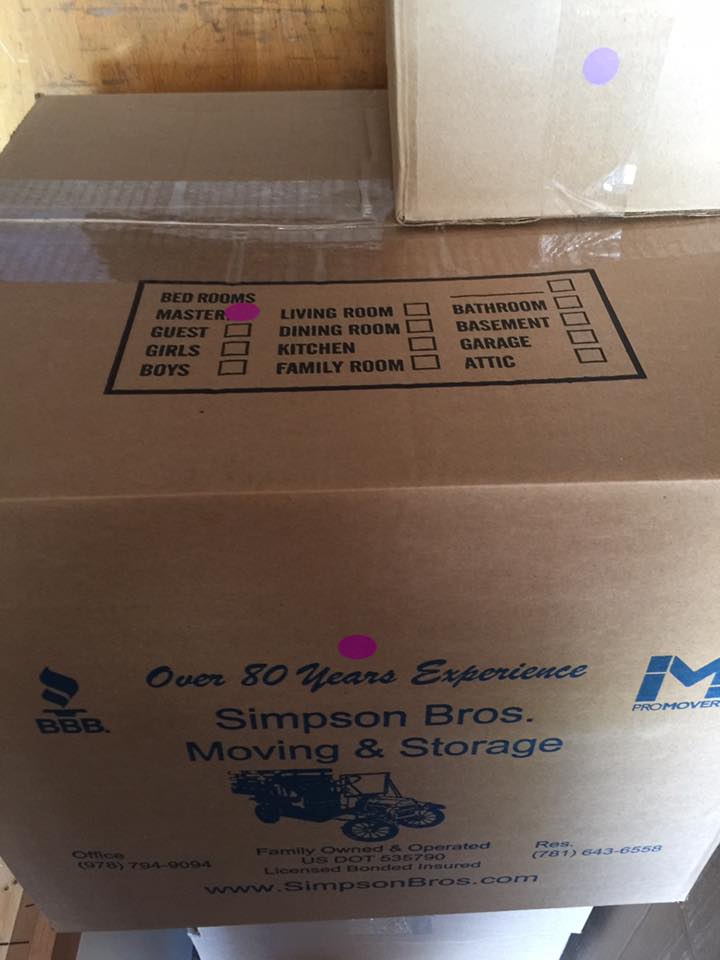 BED ROOMS
MASTER
GUEST
GIRLS
BOYS
LIVING ROOM
DINING ROOM
KITCHEN
FAMILY ROOM
BATHROOM
BASEMENT
GARAGE
ATTIC
Over 80 Years Experience
BBB.
Simpson Bros.
Moving & Storage
M
PROMOVER
Family Owned & Operated
US DOT 535790
Licensed Bonded Insured
Office
(978) 794-9094
Res.
(781) 643-6558
www.SimpsonBros.com